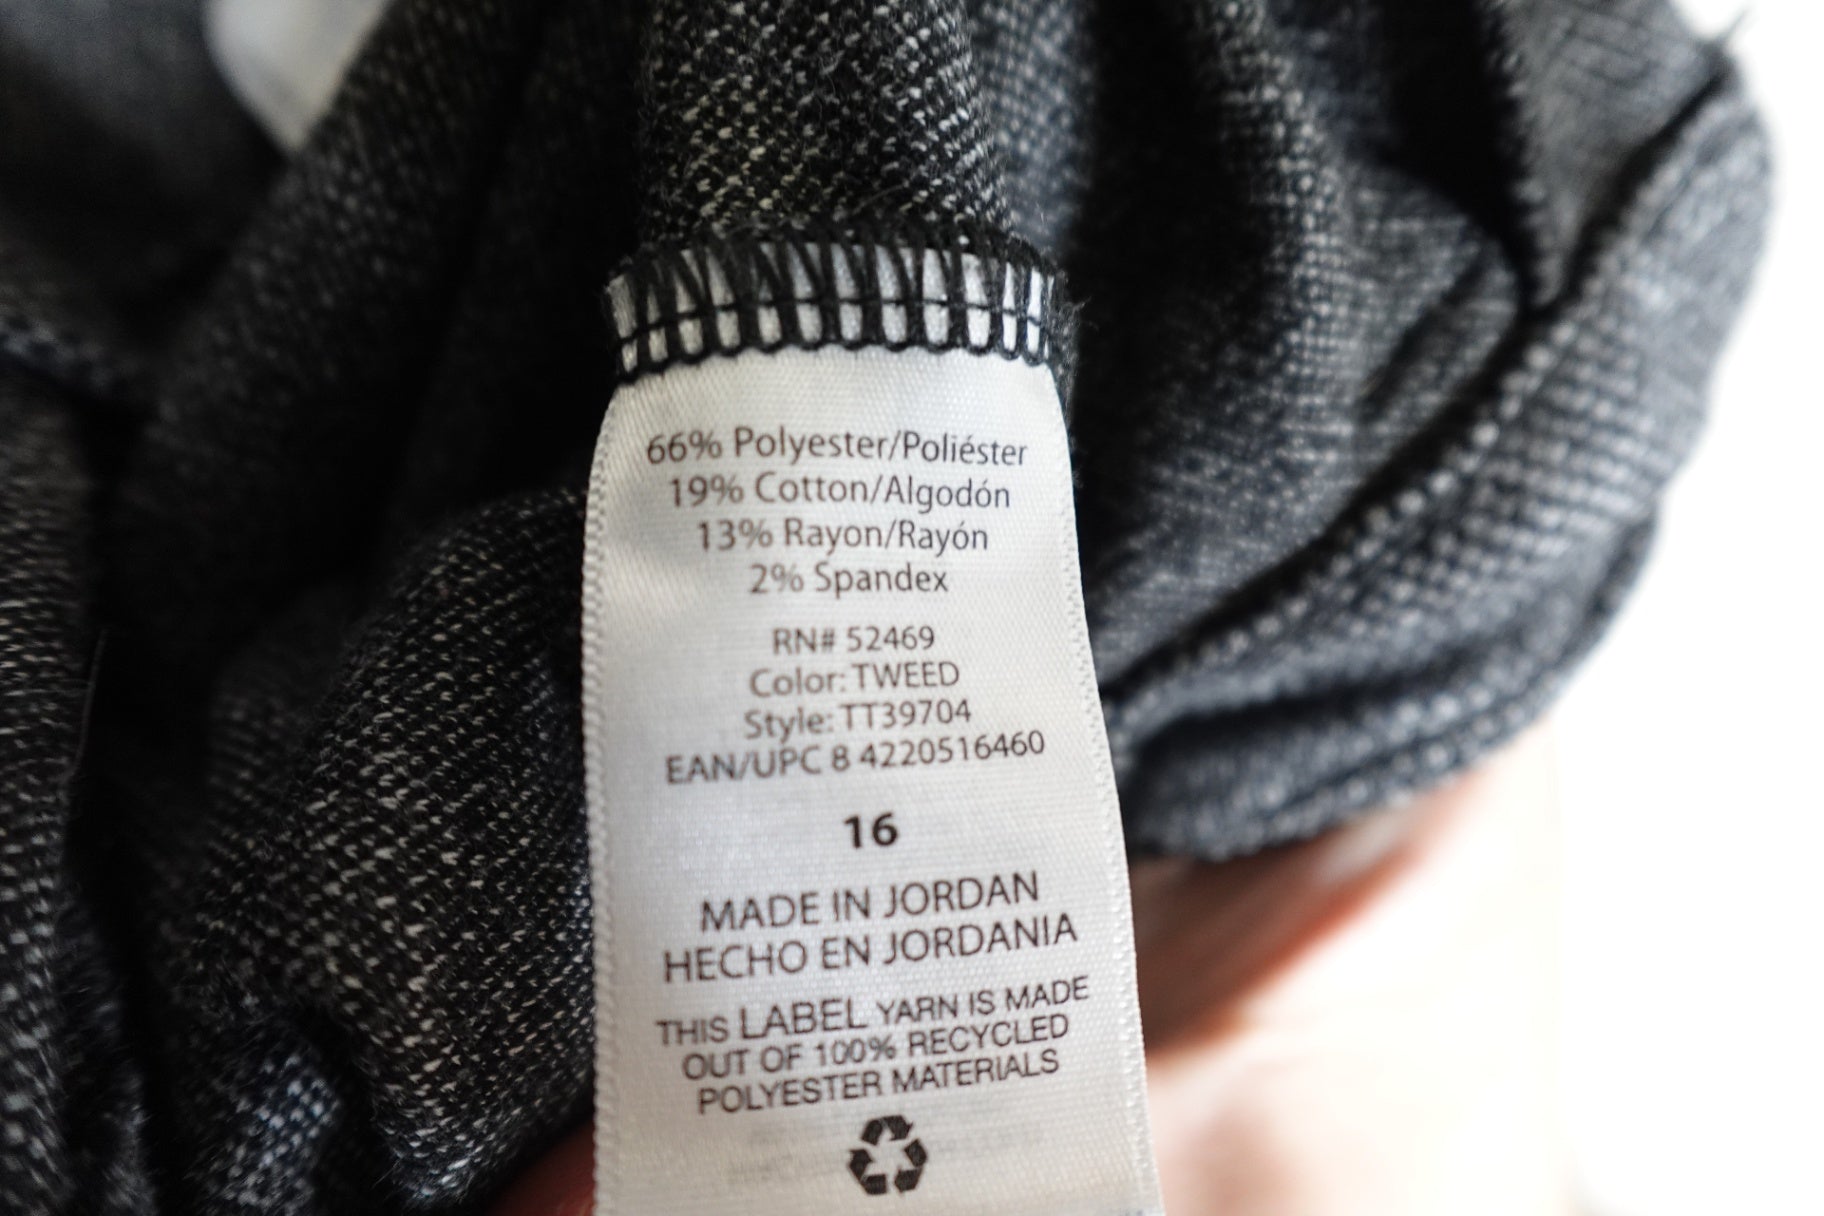 66% Polyester/Poliéster
19% Cotton/Algodón
13% Rayon/Rayón
2% Spandex
RN# 52469
Color: TWEED
Style: TT39704
EAN/UPC 8 4220516460
16
MADE IN JORDAN
HECHO EN JORDANIA
THIS LABEL YARN IS MADE
OUT OF 100% RECYCLED
POLYESTER MATERIALS